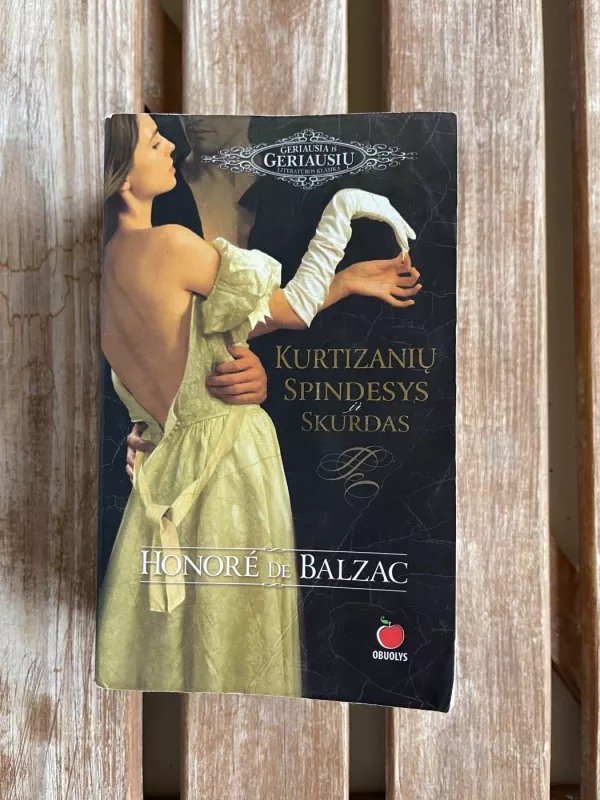 GERIAUSIA IŠ
GERIAUSIŲ
LITERATŪROS KLASIKA
KURTIZANIŲ
SPINDESYS
ir
SKURDAS
HONORÉ DE BALZAC
OBUOLYS